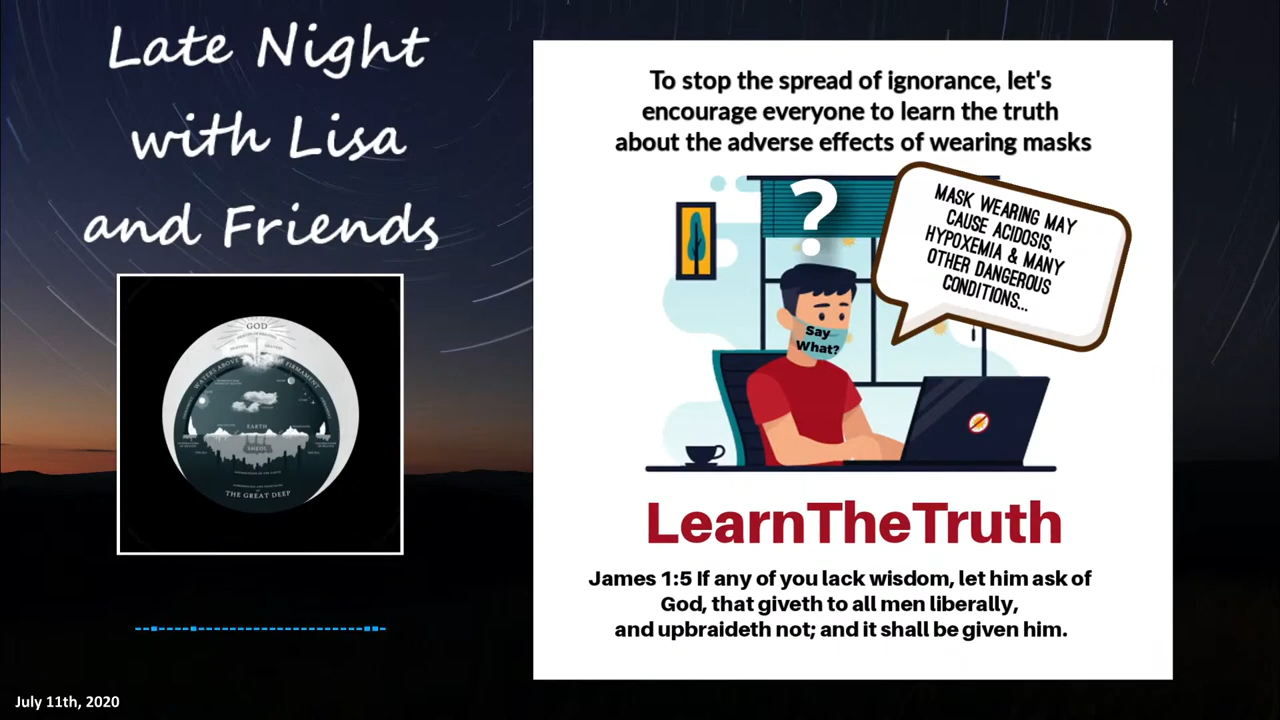 Late Night
with Lisa
and Friends
GOD
WATERS ABOVE FIRMAMENT
EARTH
SHEOL
THE GREAT DEEP
July 11th, 2020
To stop the spread of ignorance, let's
encourage everyone to learn the truth
about the adverse effects of wearing masks
?
MASK WEARING MAY
CAUSE ACIDOSIS,
HYPOXEMIA & MANY
OTHER DANGEROUS
CONDITIONS...
Say
What?
LearnTheTruth
James 1:5 If any of you lack wisdom, let him ask of
God, that giveth to all men liberally,
and upbraideth not; and it shall be given him.